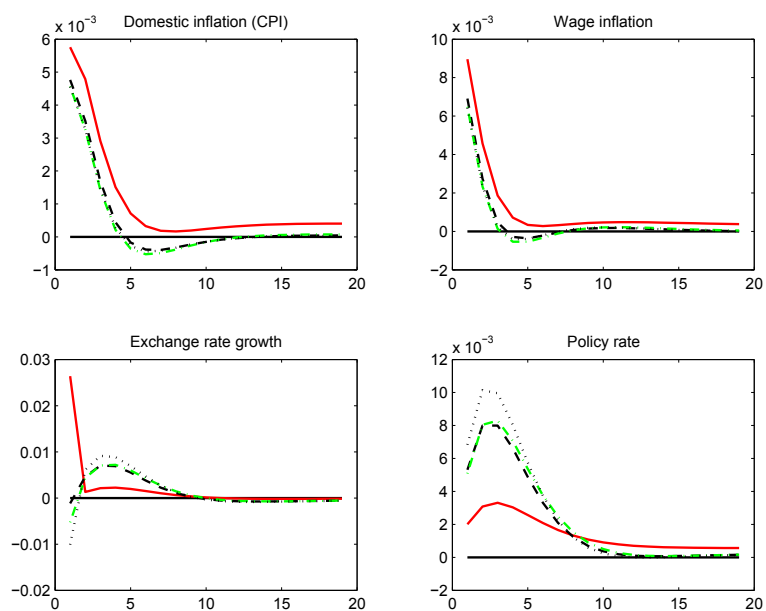 Domestic inflation (CPI)
x 10⁻³
6
5
4
3
2
1
0
−1
0 5 10 15 20
Wage inflation
x 10⁻³
10
8
6
4
2
0
−2
0 5 10 15 20
Exchange rate growth
0.03
0.02
0.01
0
−0.01
−0.02
0 5 10 15 20
Policy rate
x 10⁻³
12
10
8
6
4
2
0
−2
0 5 10 15 20